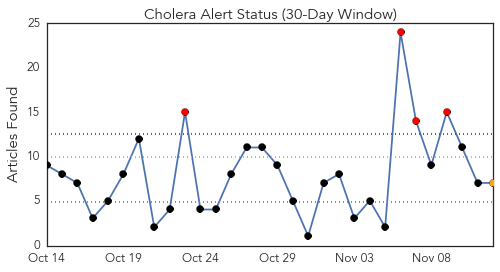 Cholera Alert Status (30-Day Window)
Articles Found
25
20
15
10
5
0
Oct 14
Oct 19
Oct 24
Oct 29
Nov 03
Nov 08